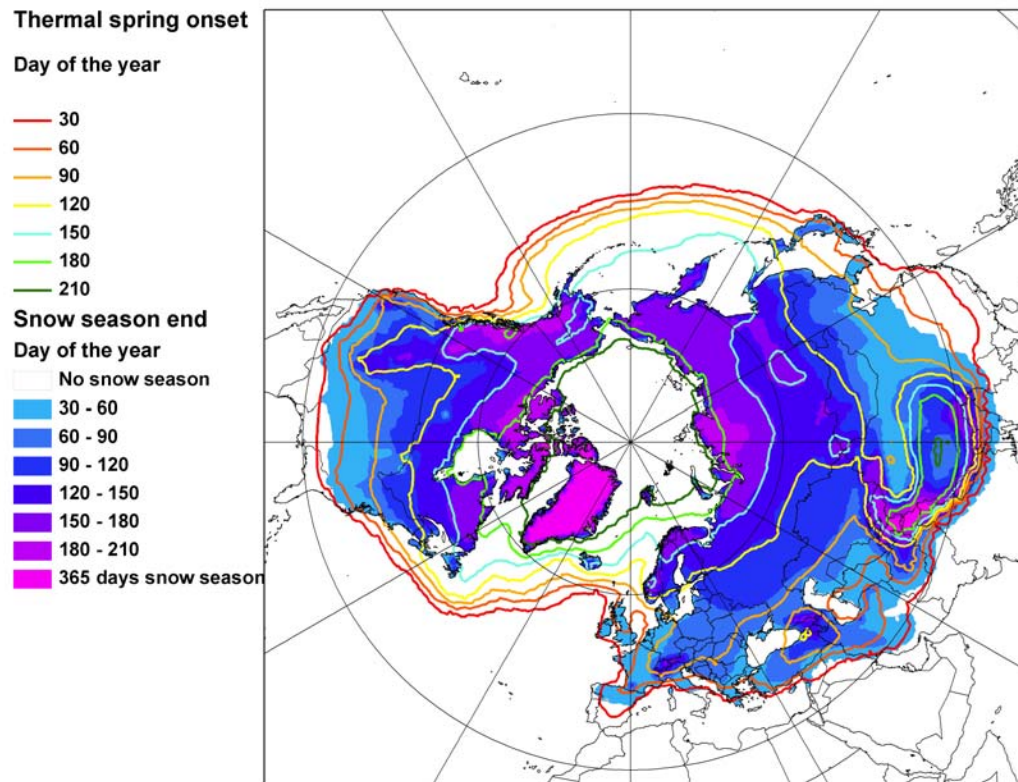 Thermal spring onset
Day of the year
30
60
90
120
150
180
210
Snow season end
Day of the year
No snow season
30 - 60
60 - 90
90 - 120
120 - 150
150 - 180
180 - 210
365 days snow season